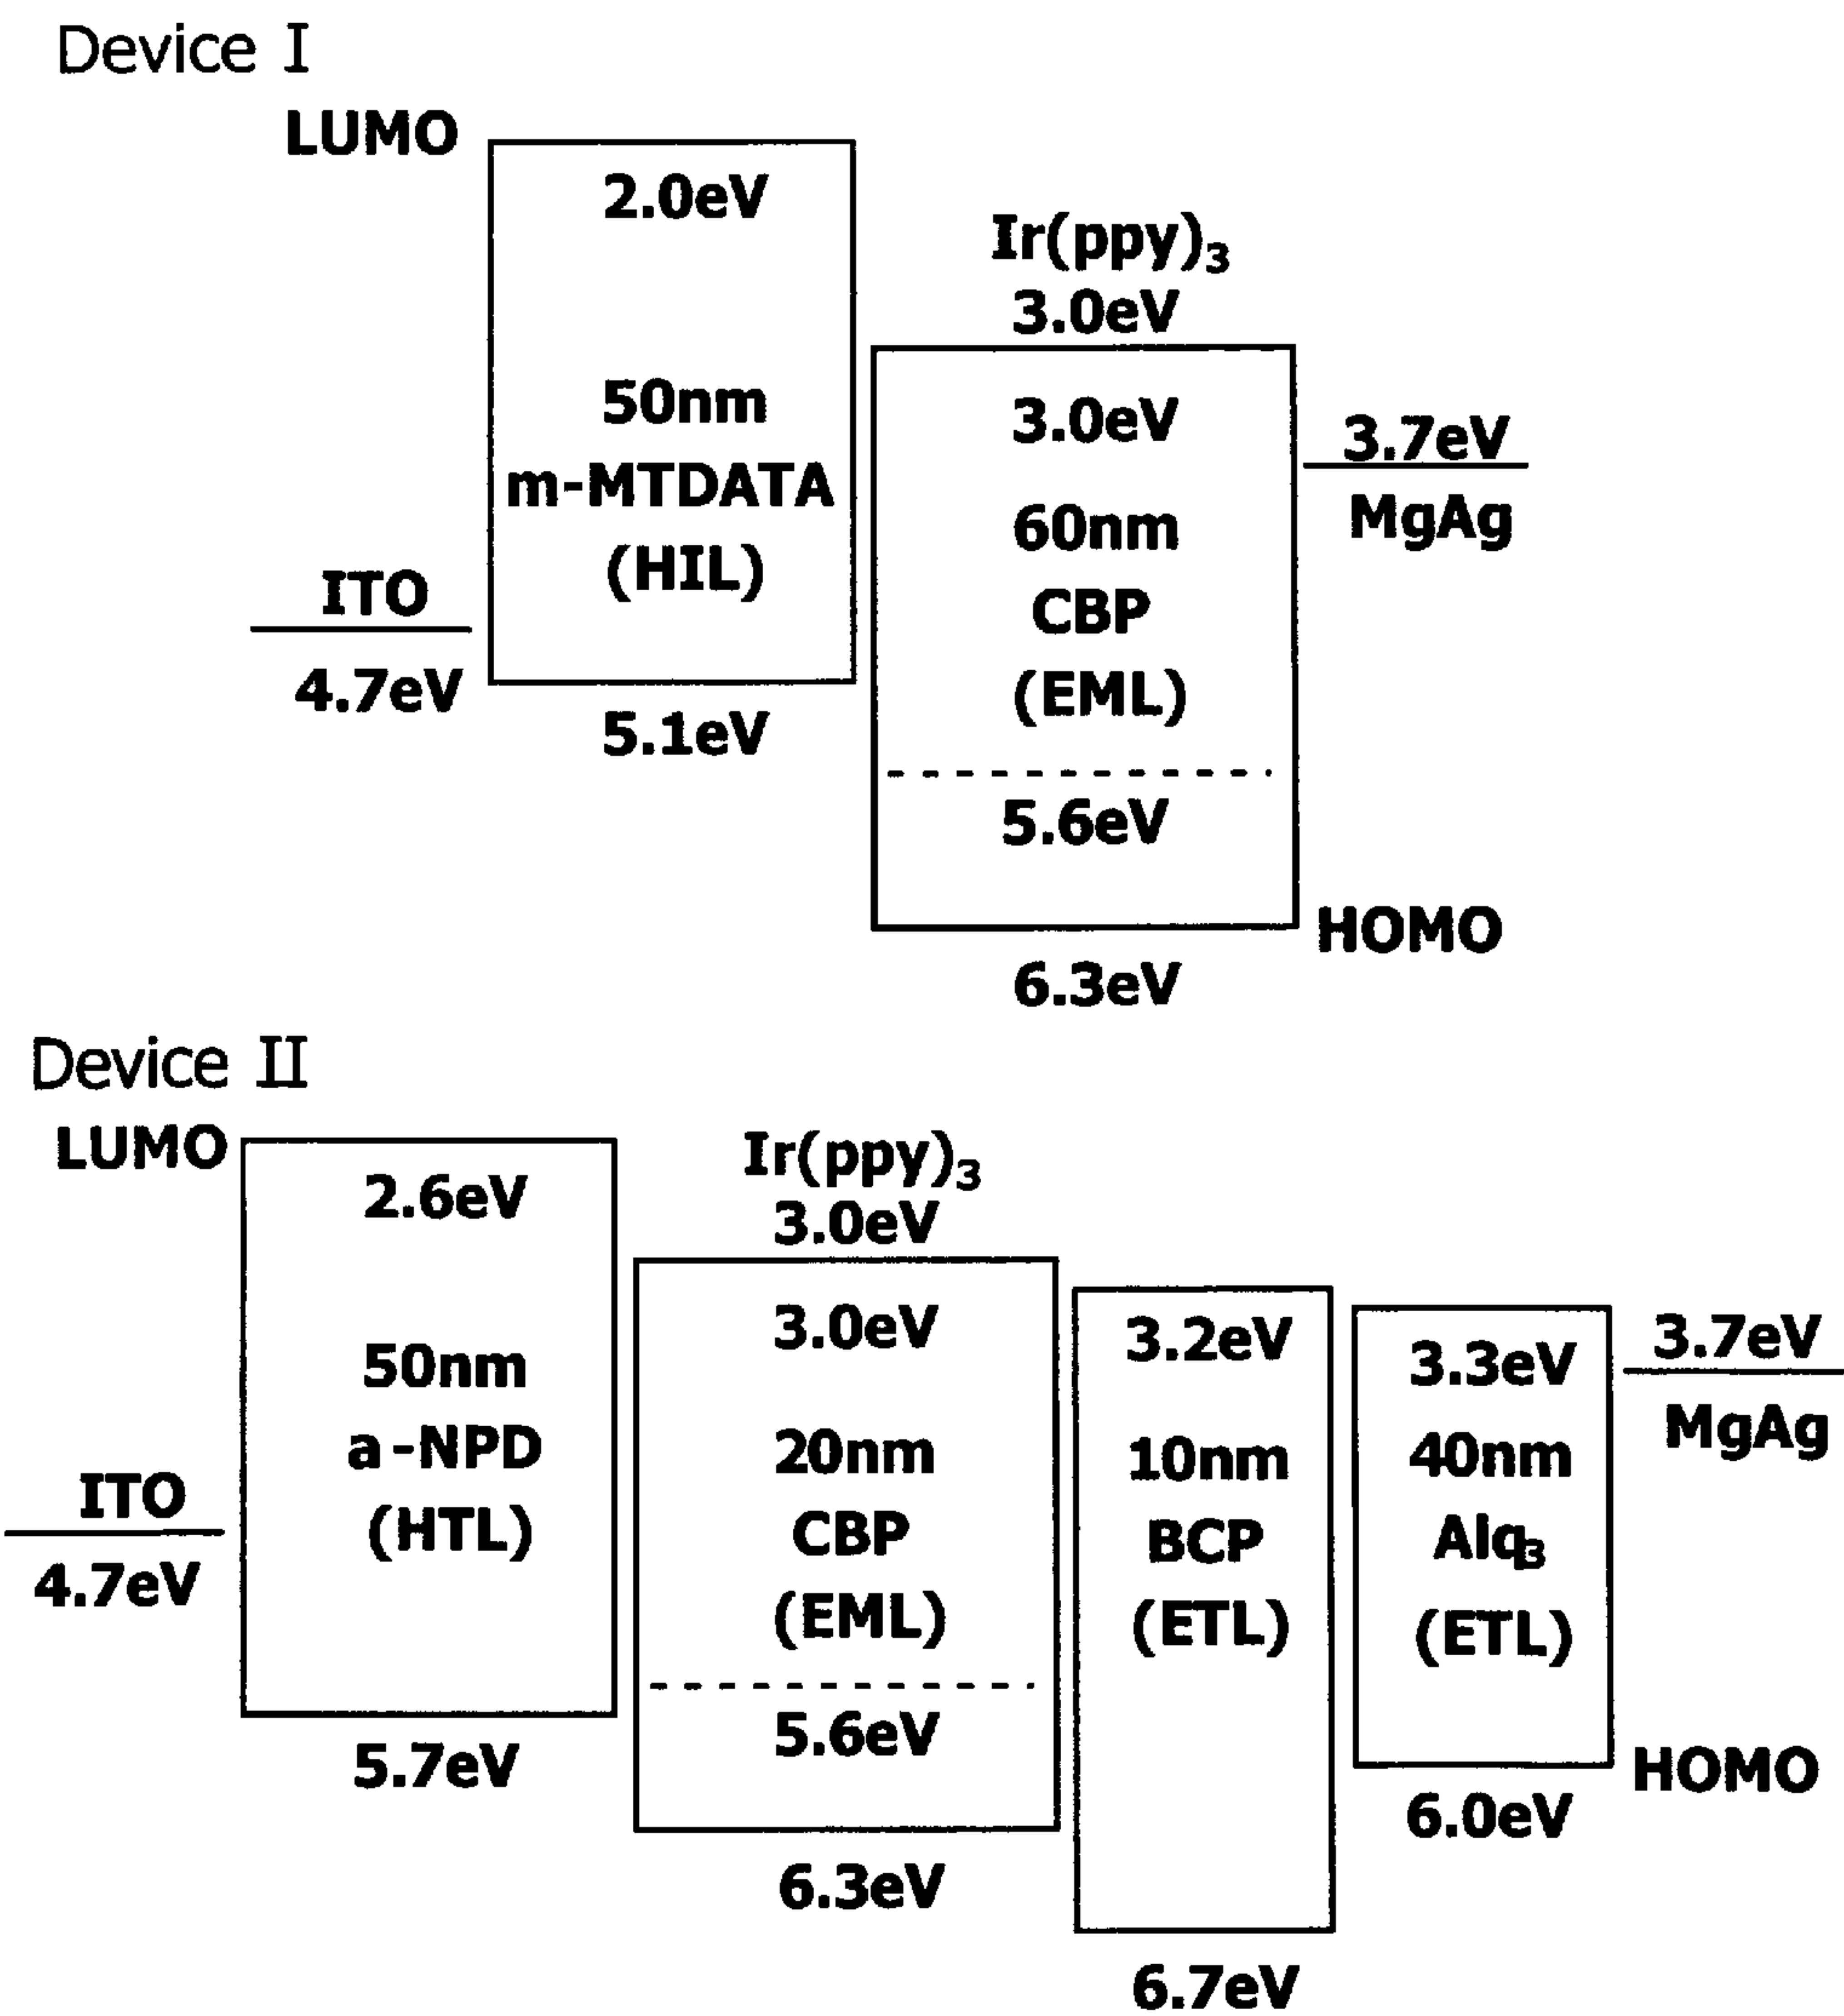 Device I
LUMO
2.0eV
50nm
m-MTDATA
(HIL)
5.1eV
ITO
4.7eV
Ir(ppy)₃
3.0eV
3.0eV
60nm
CBP
(EML)
5.6eV
6.3eV
3.7eV
MgAg
HOMO
Device II
LUMO
2.6eV
50nm
a-NPD
(HTL)
5.7eV
ITO
4.7eV
Ir(ppy)₃
3.0eV
3.0eV
20nm
CBP
(EML)
5.6eV
6.3eV
3.2eV
10nm
BCP
(ETL)
6.7eV
3.3eV
40nm
Alq₃
(ETL)
6.0eV
3.7eV
MgAg
HOMO